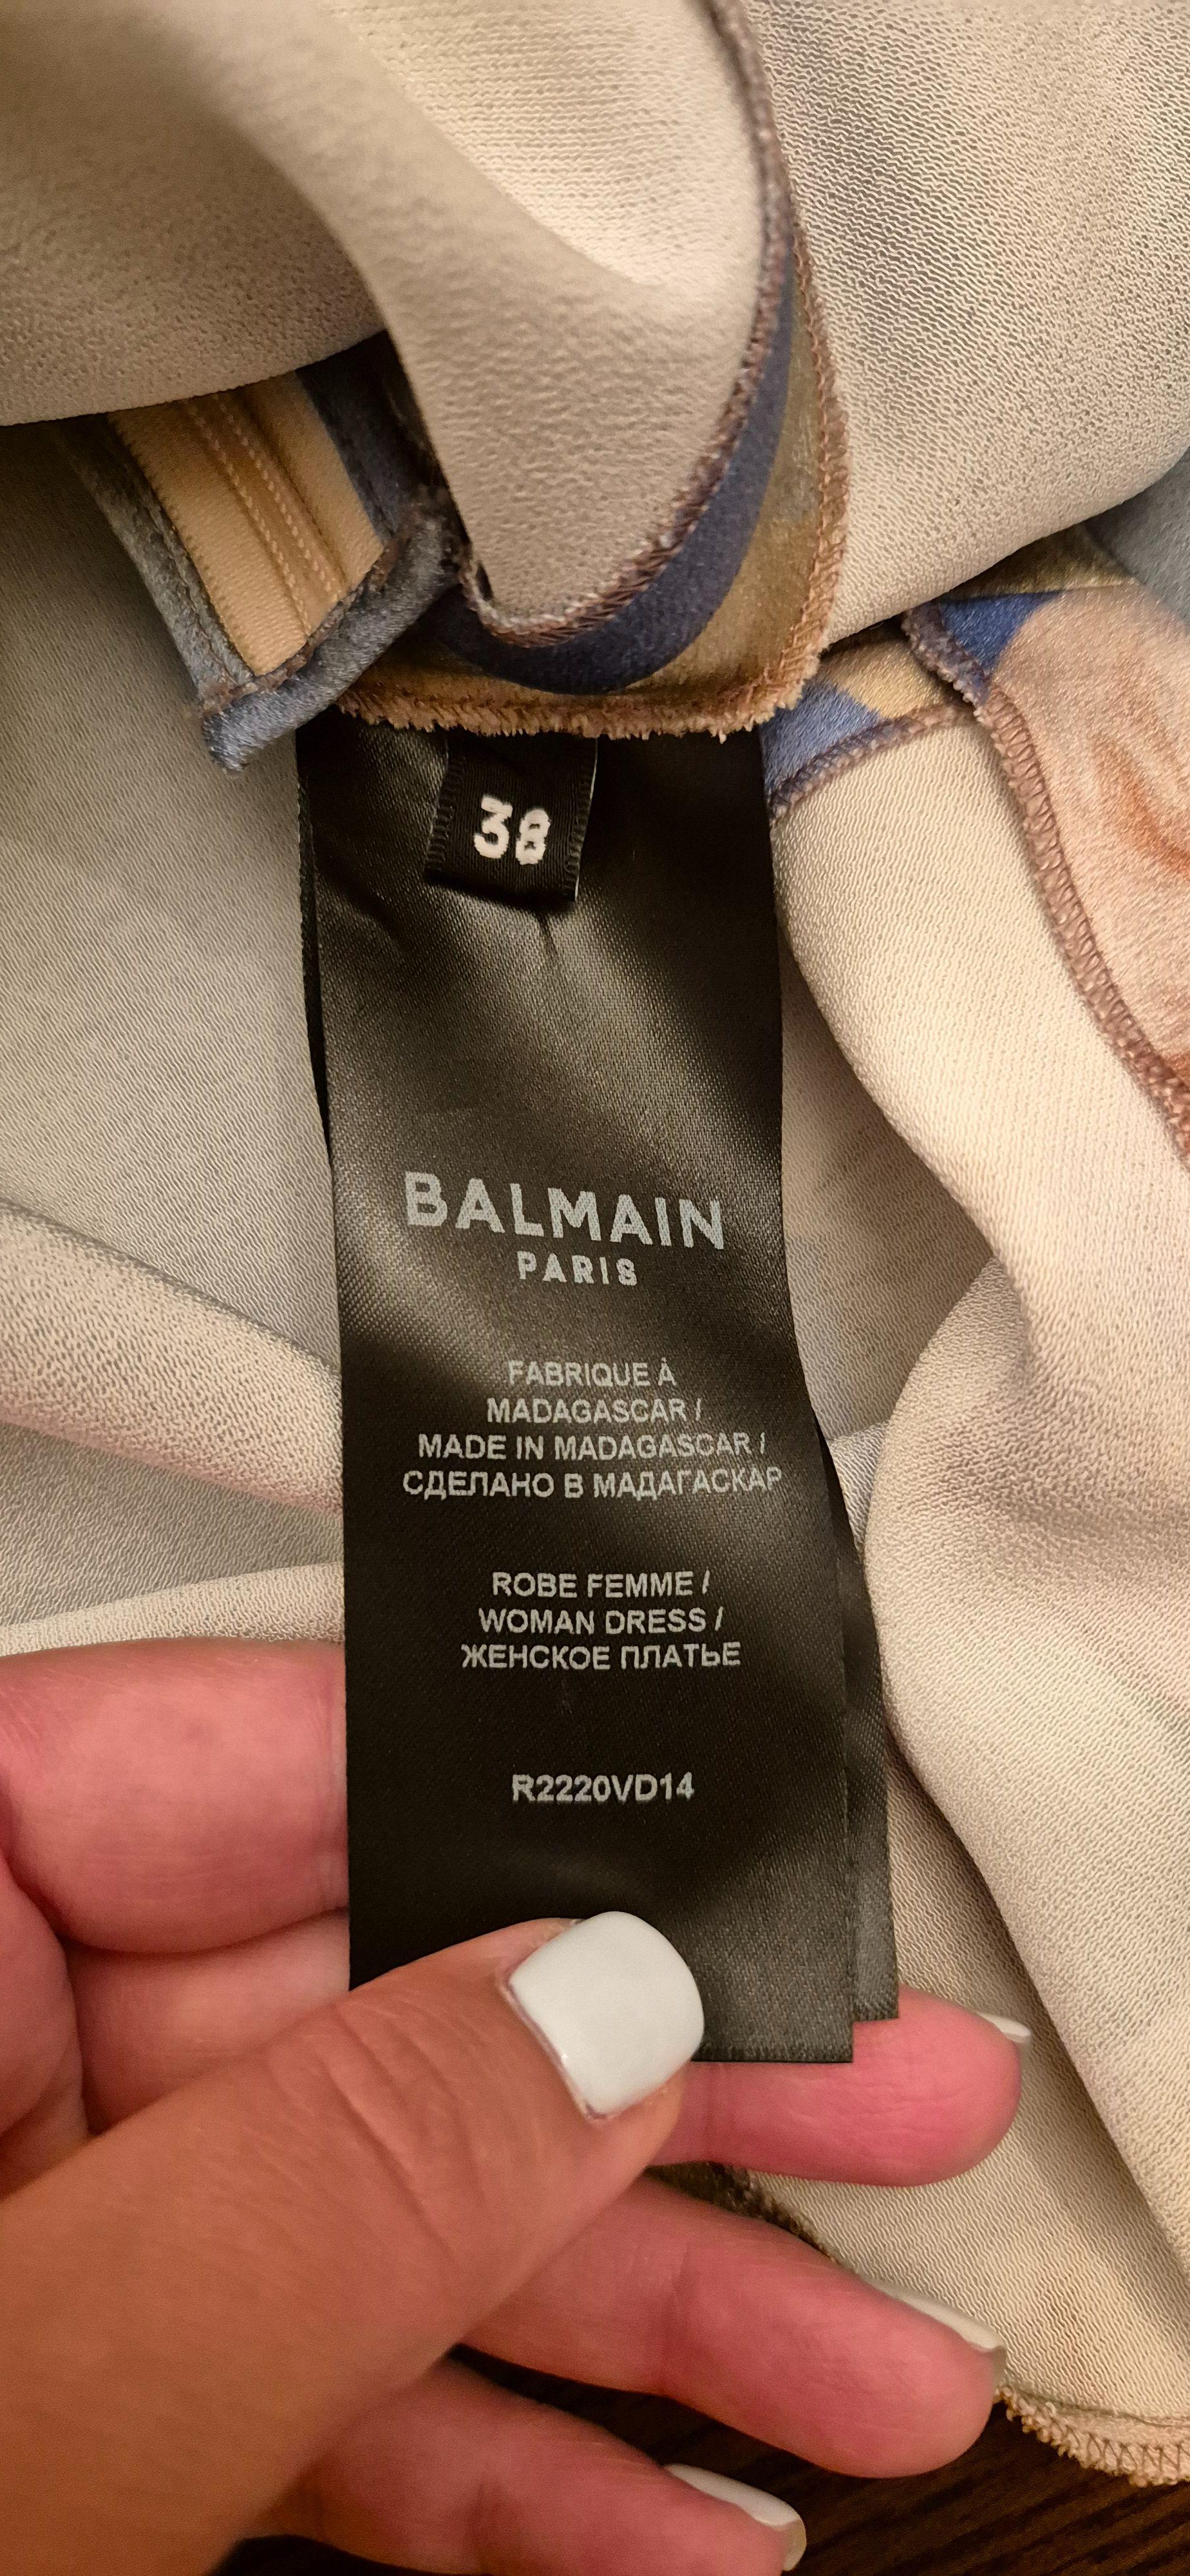 38
BALMAIN
PARIS
FABRIQUE À
MADAGASCAR /
MADE IN MADAGASCAR /
СДЕЛАНО В МАДАГАСКАР
ROBE FEMME /
WOMAN DRESS /
ЖЕНСКОЕ ПЛАТЬЕ
R2220VD14